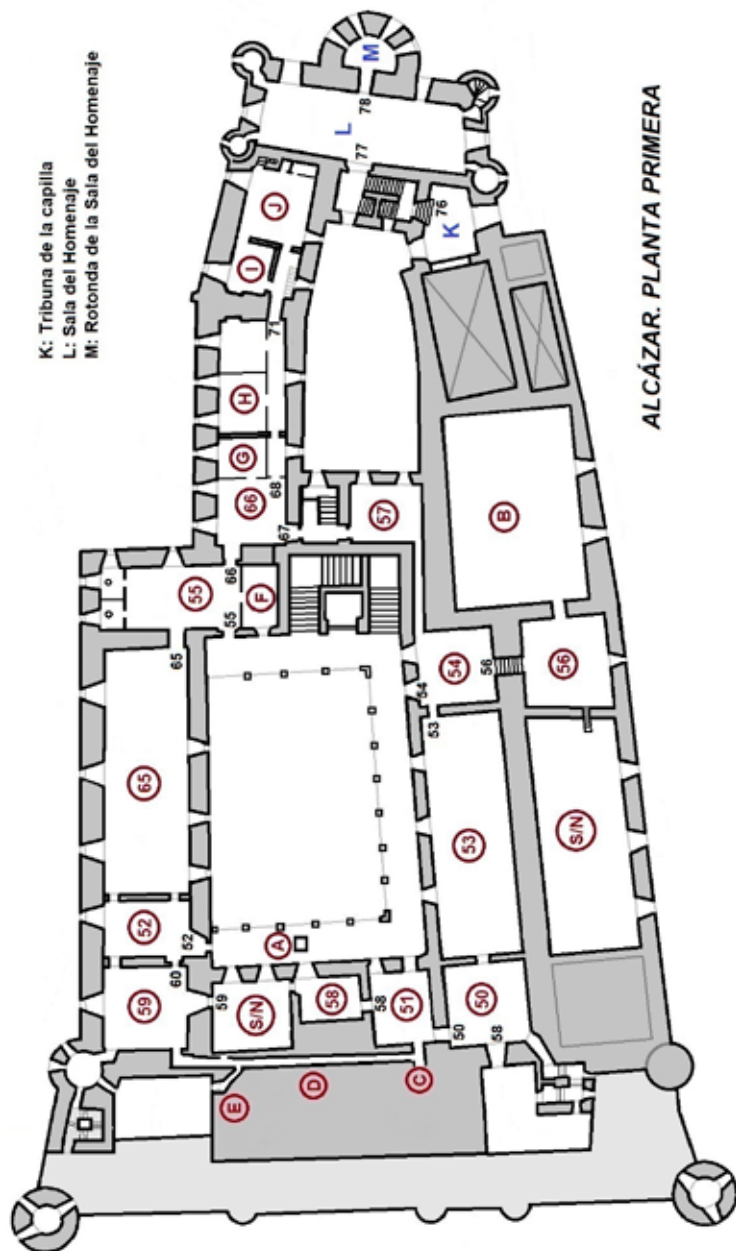 K: Tribuna de la capilla
L: Sala del Homenaje
M: Rotonda de la Sala del Homenaje
ALCÁZAR. PLANTA PRIMERA
M
78
L
77
76
K
J
I
71
H
G
66
68
67
57
B
55
66
55
F
65
54
54
56
56
53
65
53
S/N
52
52
A
60
59
59
S/N
58
58
51
50
50
58
E
D
C